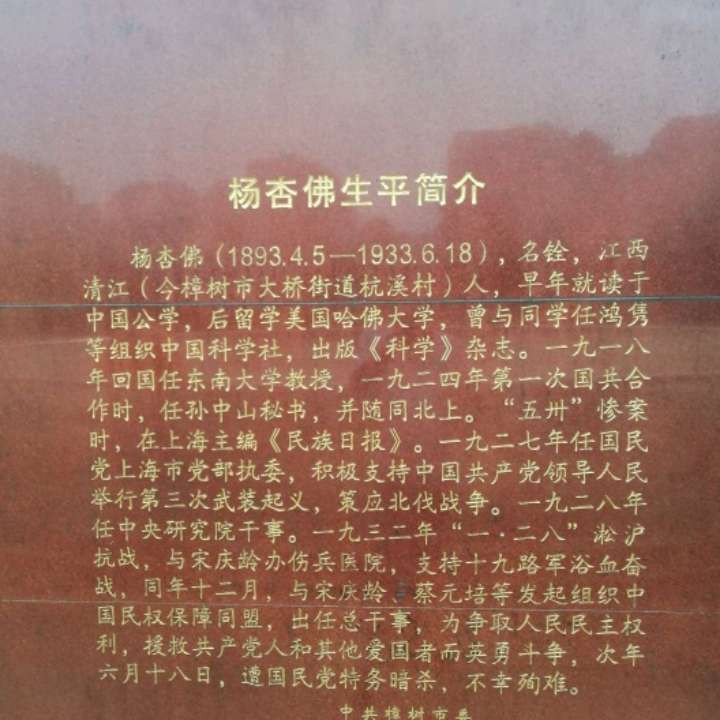 杨杏佛生平简介
杨杏佛（1893.4.5—1933.6.18），名铨，江西
清江（今樟树市大桥街道杭溪村）人，早年就读于
中国公学，后留学美国哈佛大学，曾与同学任鸿隽
等组织中国科学社，出版《科学》杂志。一九一八
年回国任东南大学教授，一九二四年第一次国共合
作时，任孙中山秘书，并随同北上。“五卅”惨案
时，在上海主编《民族日报》。一九二七年任国民
党上海市党部执委，积极支持中国共产党领导人民
举行第三次武装起义，策应北伐战争。一九二八年
任中央研究院干事。一九三二年“一·二八”淞沪
抗战，与宋庆龄办伤兵医院，支持十九路军浴血奋
战，同年十二月，与宋庆龄、蔡元培等发起组织中
国民权保障同盟，出任总干事，为争取人民民主权
利，援救共产党人和其他爱国者而英勇斗争，次年
六月十八日，遭国民党特务暗杀，不幸殉难。
中共樟树市委